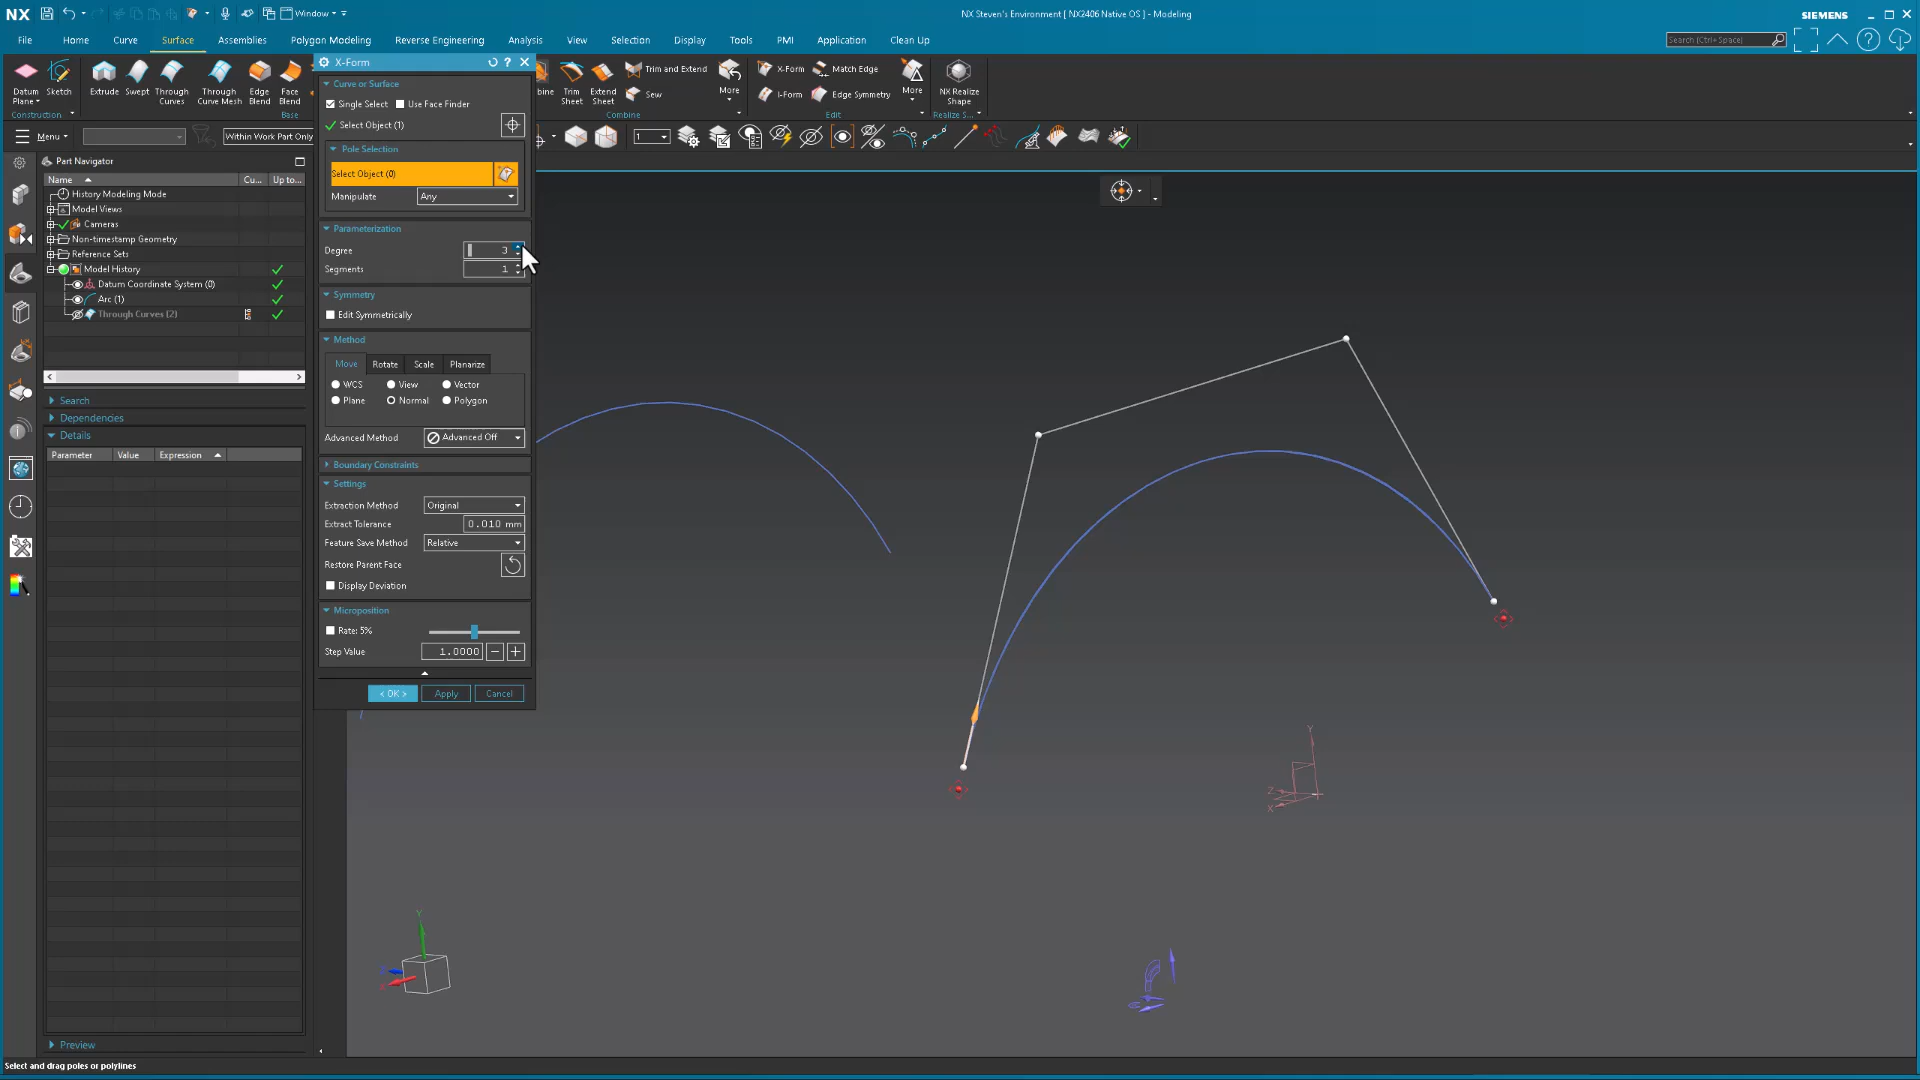 NX
Window
NX Steven's Environment [ NX2406 Native OS ] - Modeling
SIEMENS
File
Home
Curve
Surface
Assemblies
Polygon Modeling
Reverse Engineering
Analysis
View
Selection
Display
Tools
PMI
Application
Clean Up
Search (Ctrl+Space)
Datum Plane
Sketch
Extrude
Swept
Through Curves
Through Curve Mesh
Edge Blend
Face Blend
Trim Sheet
Extend Sheet
Trim and Extend
Sew
More
X-Form
I-Form
Match Edge
Edge Symmetry
More
NX Realize Shape
Construction
Base
Combine
Edit
Realize S...
Menu
Within Work Part Only
1
Part Navigator
Name
Cu...
Up to...
History Modeling Mode
Model Views
Cameras
Non-timestamp Geometry
Reference Sets
Model History
Datum Coordinate System (0)
Arc (1)
Through Curves (2)
Search
Dependencies
Details
Parameter
Value
Expression
Preview
X-Form
Curve or Surface
Single Select
Use Face Finder
Select Object (1)
Pole Selection
Select Object (0)
Manipulate
Any
Parameterization
Degree
3
Segments
1
Symmetry
Edit Symmetrically
Method
Move
Rotate
Scale
Planarize
WCS
View
Vector
Plane
Normal
Polygon
Advanced Method
Advanced Off
Boundary Constraints
Settings
Extraction Method
Original
Extract Tolerance
0.010 mm
Feature Save Method
Relative
Restore Parent Face
Display Deviation
Microposition
Rate: 5%
Step Value
1.0000
< OK >
Apply
Cancel
Y
Z
X
Y
X
Select and drag poles or polylines